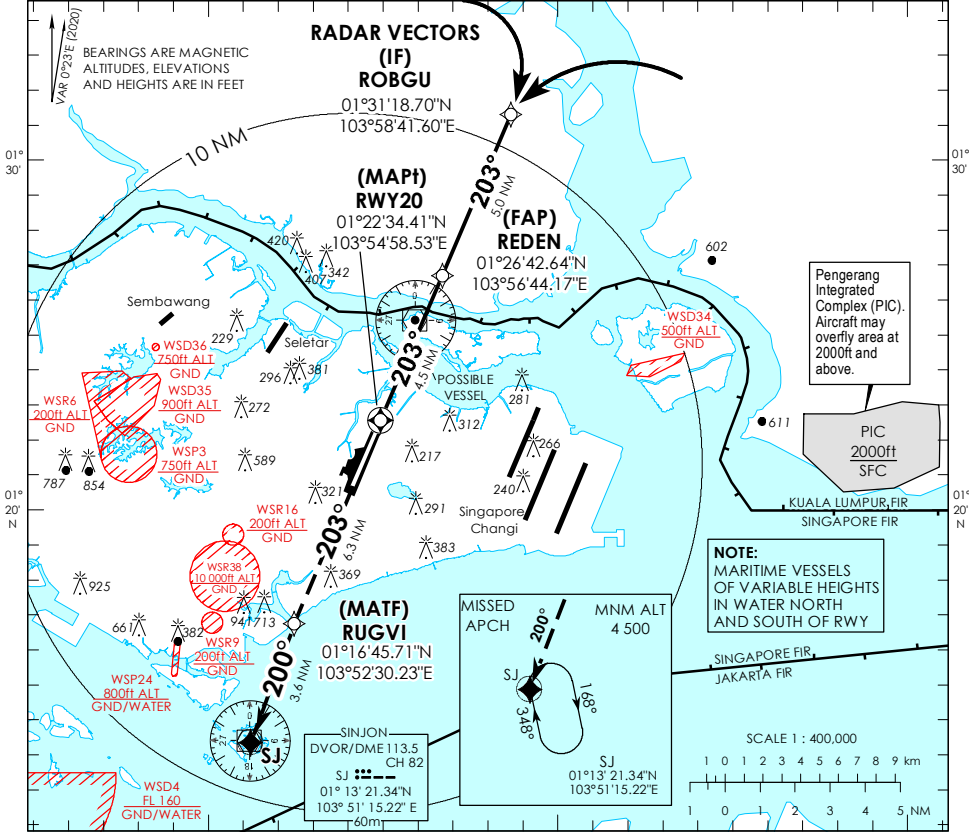 VAR 0°23'E (2020)
BEARINGS ARE MAGNETIC
ALTITUDES, ELEVATIONS
AND HEIGHTS ARE IN FEET
RADAR VECTORS
(IF)
ROBGU
01°31'18.70"N
103°58'41.60"E
10 NM
01°
30'
01°
30'
203°
5.0 NM
(MAPt)
RWY20
01°22'34.41"N
103°54'58.53"E
(FAP)
REDEN
01°26'42.64"N
103°56'44.17"E
602
420
407
342
Pengerang
Integrated
Complex (PIC).
Aircraft may
overfly area at
2000ft and
above.
Sembawang
229
Seletar
WSD36
750ft ALT
GND
WSD34
500ft ALT
GND
0
27
203°
4.5 NM
296
381
WSR6
200ft ALT
GND
WSD35
900ft ALT
GND
POSSIBLE
VESSEL
281
272
312
611
PIC
2000ft
SFC
WSP3
750ft ALT
GND
787
854
589
217
266
240
321
291
01°
20'
N
01°
20'
N
KUALA LUMPUR FIR
SINGAPORE FIR
WSR16
200ft ALT
GND
Singapore
Changi
203°
6.3 NM
383
WSR38
10 000ft ALT
GND
369
925
941
713
661
382
WSR9
200ft ALT
GND
WSP24
800ft ALT
GND/WATER
(MATF)
RUGVI
01°16'45.71"N
103°52'30.23"E
NOTE:
MARITIME VESSELS
OF VARIABLE HEIGHTS
IN WATER NORTH
AND SOUTH OF RWY
MISSED
APCH
MNM ALT
4 500
200°
SJ
168°
348°
SJ
01°13' 21.34"N
103°51'15.22"E
SINGAPORE FIR
JAKARTA FIR
200°
3.6 NM
0
9
18
27
SJ
SINJON
DVOR/DME 113.5
CH 82
SJ
01° 13' 21.34"N
103° 51' 15.22" E
60m
WSD4
FL 160
GND/WATER
SCALE 1 : 400,000
1 0 1 2 3 4 5 6 7 8 9 km
1 0 1 2 3 4 5 NM